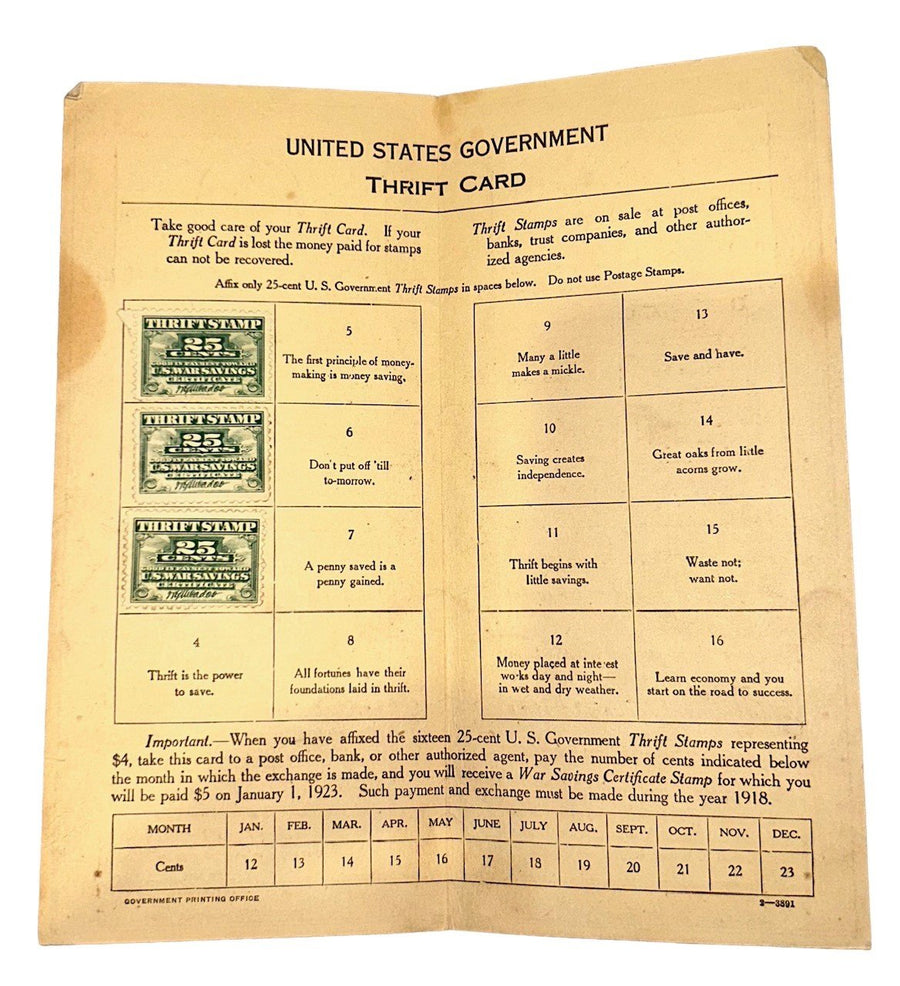 UNITED STATES GOVERNMENT
THRIFT CARD
Take good care of your Thrift Card. If your
Thrift Card is lost the money paid for stamps
can not be recovered.
Thrift Stamps are on sale at post offices,
banks, trust companies, and other author-
ized agencies.
Affix only 25-cent U. S. Government Thrift Stamps in spaces below. Do not use Postage Stamps.
THRIFT STAMP
25
CENTS
U.S. WAR SAVINGS
CERTIFICATE
THRIFT STAMP
25
CENTS
U.S. WAR SAVINGS
CERTIFICATE
THRIFT STAMP
25
CENTS
U.S. WAR SAVINGS
CERTIFICATE
4
Thrift is the power
to save.
5
The first principle of money-
making is money saving.
6
Don't put off 'till
to-morrow.
7
A penny saved is a
penny gained.
8
All fortunes have their
foundations laid in thrift.
9
Many a little
makes a mickle.
10
Saving creates
independence.
11
Thrift begins with
little savings.
12
Money placed at interest
works day and night—
in wet and dry weather.
13
Save and have.
14
Great oaks from little
acorns grow.
15
Waste not;
want not.
16
Learn economy and you
start on the road to success.
Important.—When you have affixed the sixteen 25-cent U. S. Government Thrift Stamps representing
$4, take this card to a post office, bank, or other authorized agent, pay the number of cents indicated below
the month in which the exchange is made, and you will receive a War Savings Certificate Stamp for which you
will be paid $5 on January 1, 1923. Such payment and exchange must be made during the year 1918.
MONTH JAN. FEB. MAR. APR. MAY JUNE JULY AUG. SEPT. OCT. NOV. DEC.
Cents 12 13 14 15 16 17 18 19 20 21 22 23
GOVERNMENT PRINTING OFFICE
2—3891